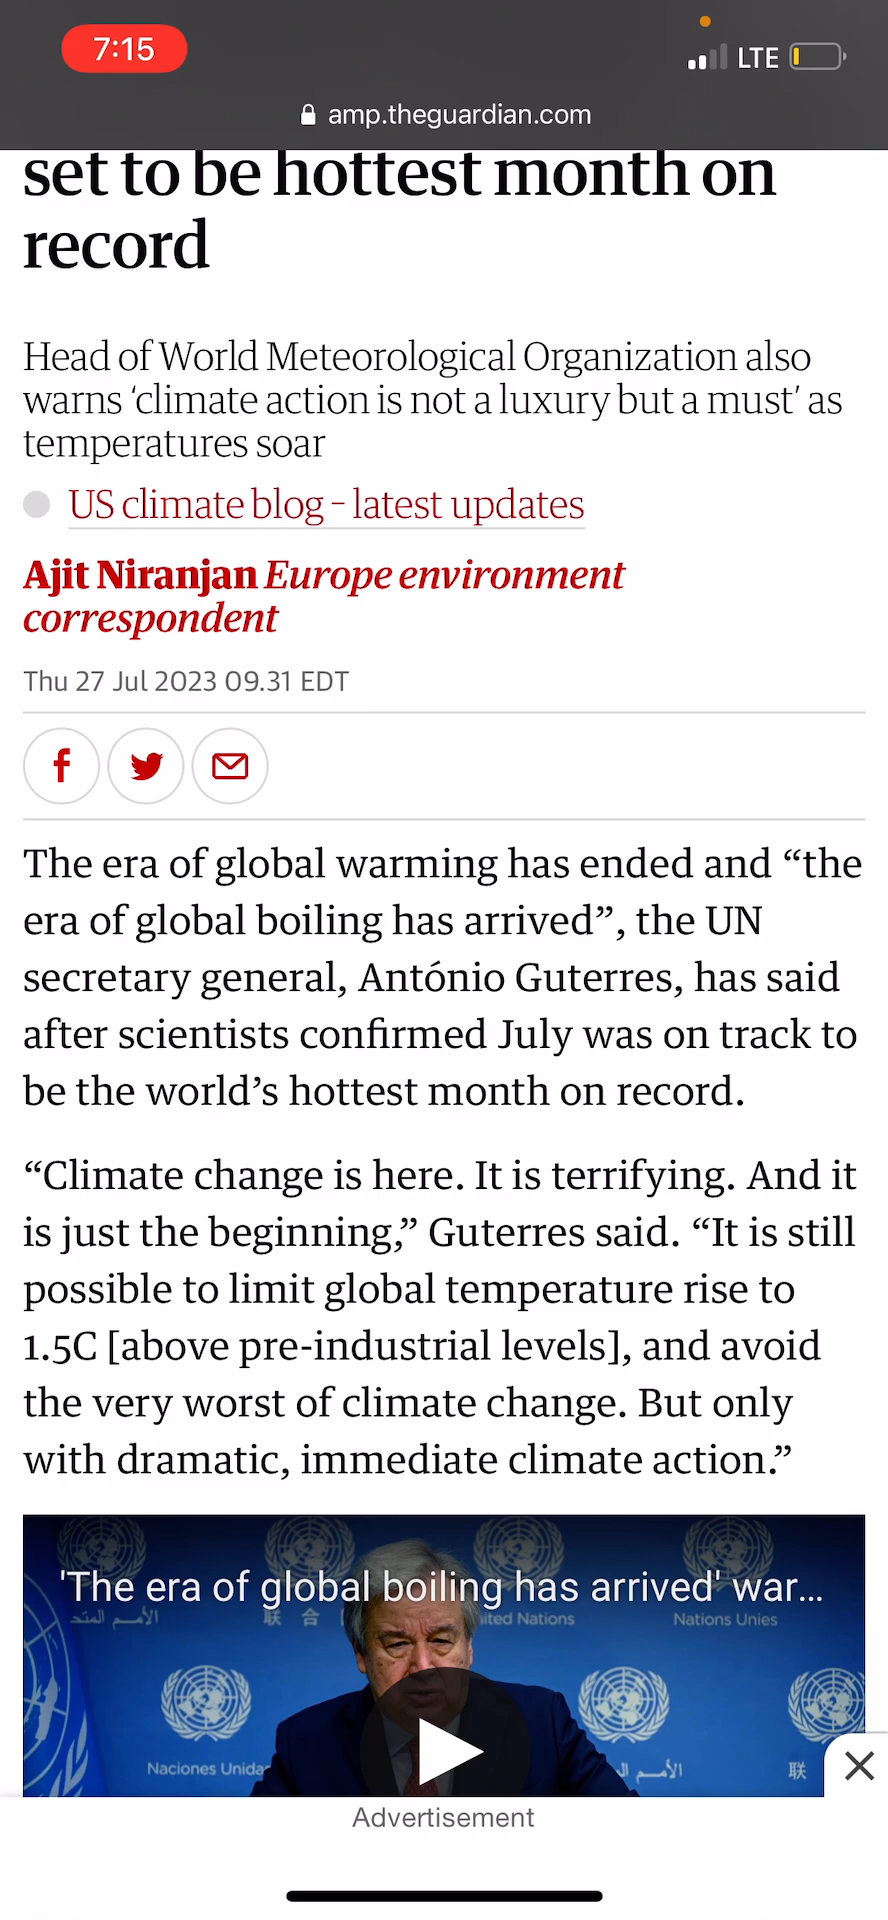 7:15
LTE
amp.theguardian.com
set to be hottest month on
record
Head of World Meteorological Organization also
warns ‘climate action is not a luxury but a must’ as
temperatures soar
US climate blog – latest updates
Ajit Niranjan Europe environment
correspondent
Thu 27 Jul 2023 09.31 EDT
The era of global warming has ended and “the
era of global boiling has arrived”, the UN
secretary general, António Guterres, has said
after scientists confirmed July was on track to
be the world’s hottest month on record.
“Climate change is here. It is terrifying. And it
is just the beginning,” Guterres said. “It is still
possible to limit global temperature rise to
1.5C [above pre-industrial levels], and avoid
the very worst of climate change. But only
with dramatic, immediate climate action.”
'The era of global boiling has arrived' war...
الأمم المتحدة 联合 ited Nations Nations Unies
Naciones Unida الأمم ال 联
Advertisement